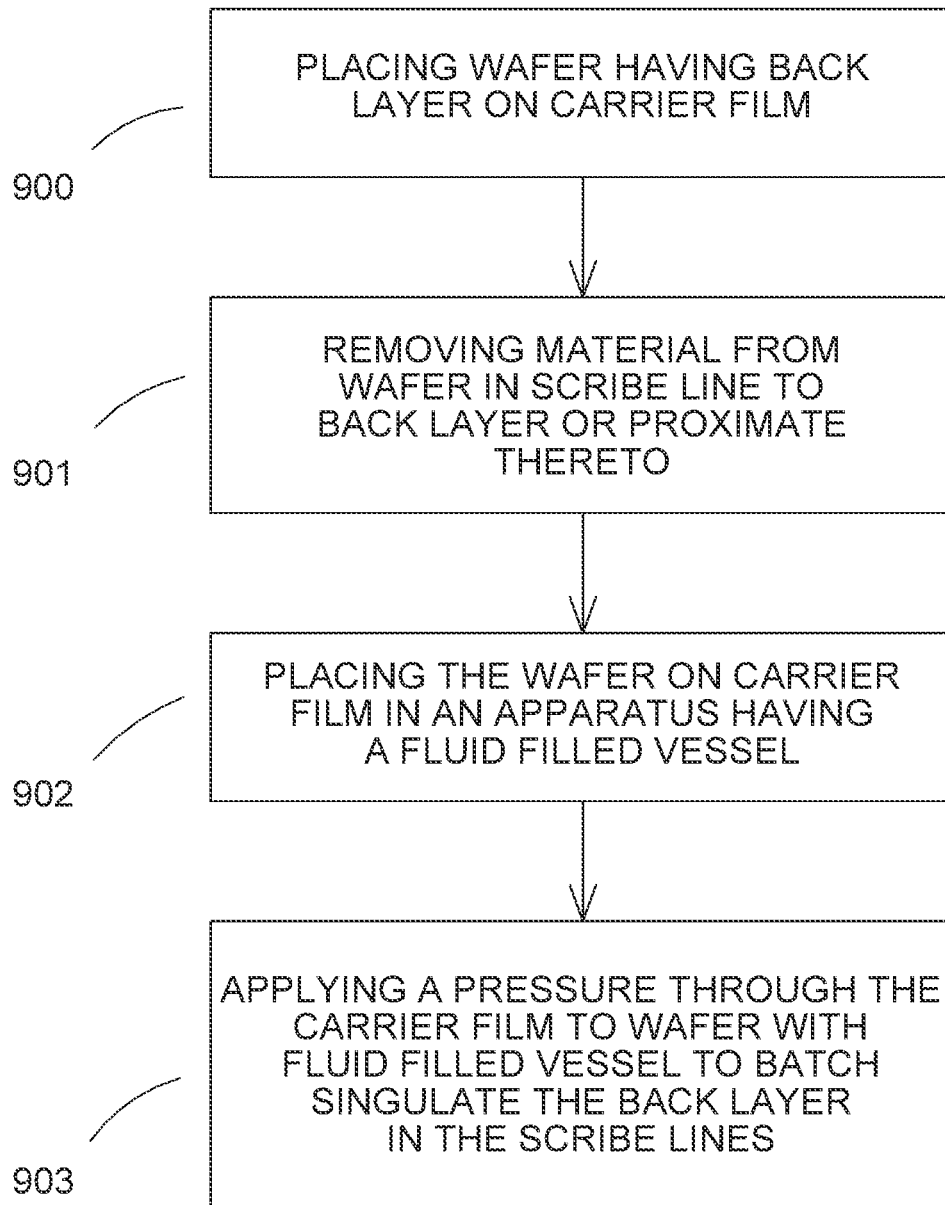 PLACING WAFER HAVING BACK
LAYER ON CARRIER FILM
900
REMOVING MATERIAL FROM
WAFER IN SCRIBE LINE TO
BACK LAYER OR PROXIMATE
THERETO
901
PLACING THE WAFER ON CARRIER
FILM IN AN APPARATUS HAVING
A FLUID FILLED VESSEL
902
APPLYING A PRESSURE THROUGH THE
CARRIER FILM TO WAFER WITH
FLUID FILLED VESSEL TO BATCH
SINGULATE THE BACK LAYER
IN THE SCRIBE LINES
903